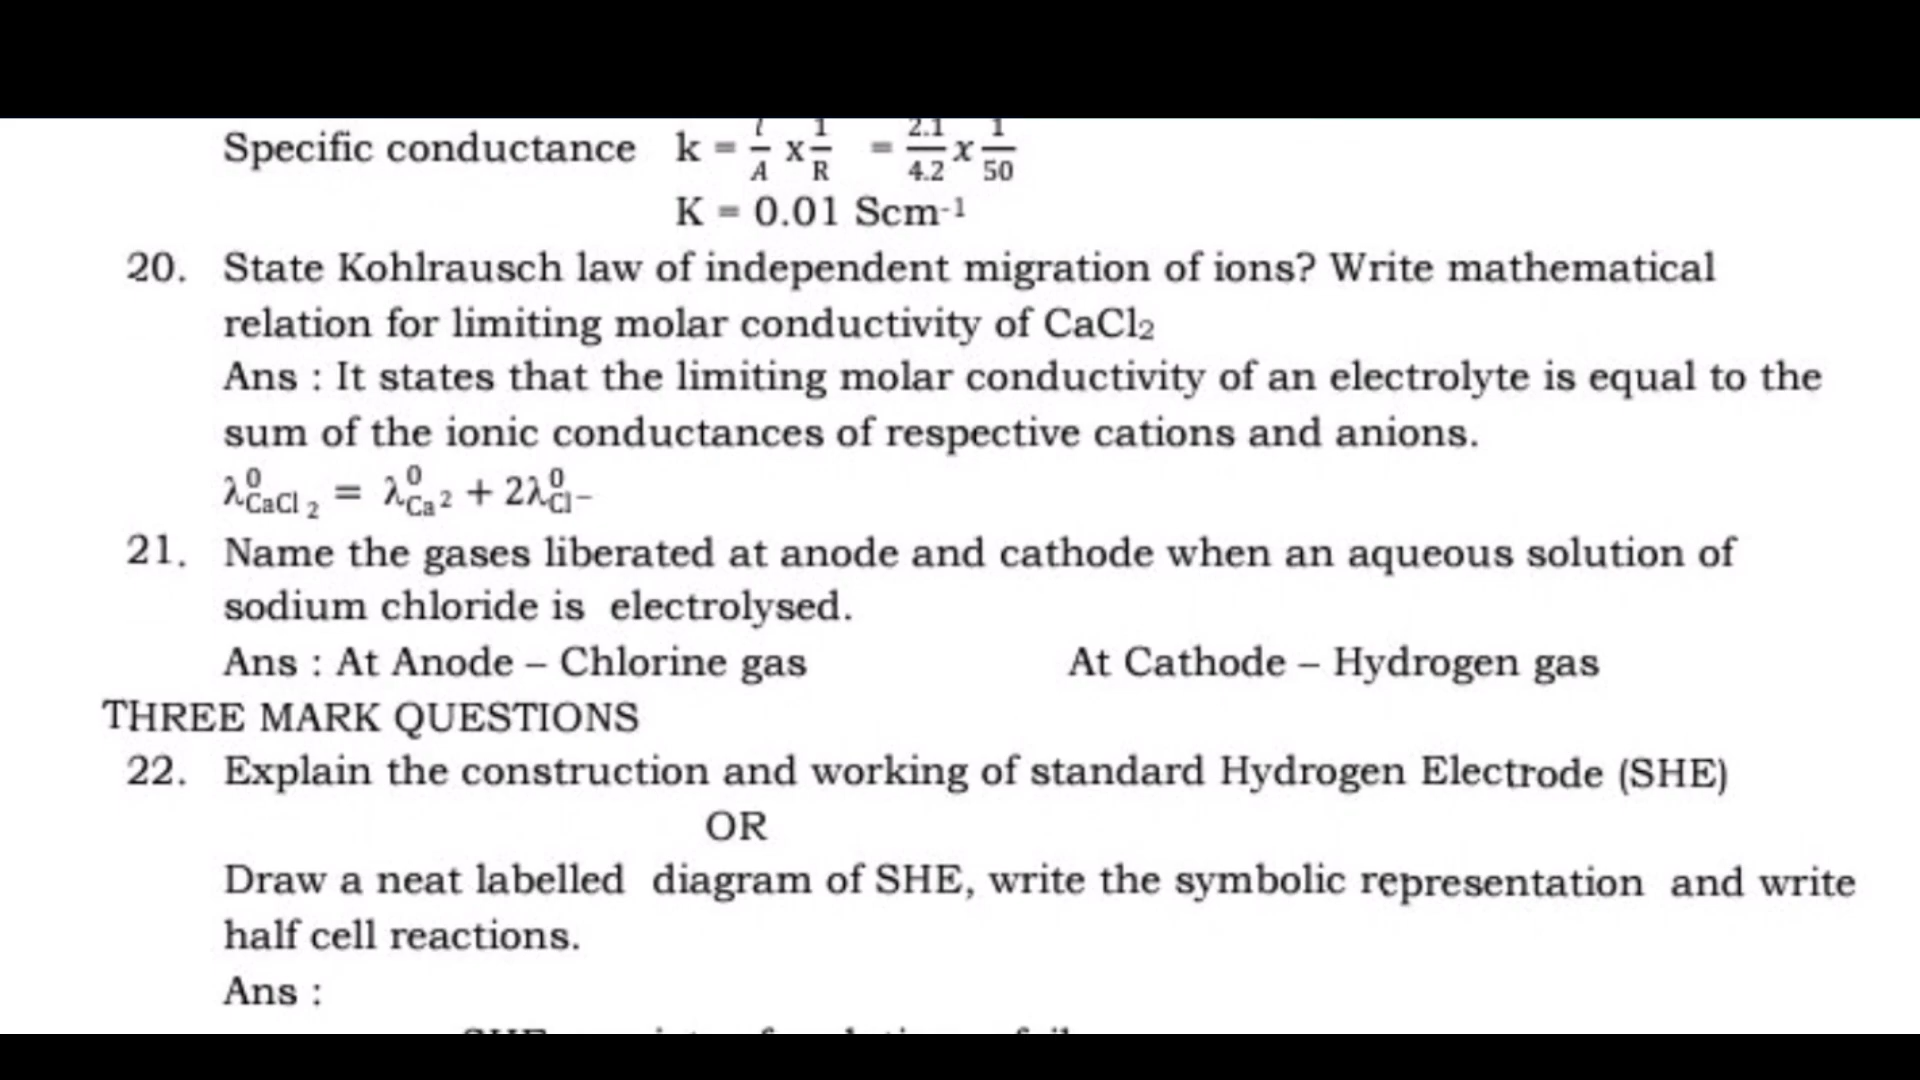 Specific conductance k = l/A x 1/R = 2.1/4.2 x 1/50
K = 0.01 Scm⁻¹
20. State Kohlrausch law of independent migration of ions? Write mathematical
relation for limiting molar conductivity of CaCl₂
Ans : It states that the limiting molar conductivity of an electrolyte is equal to the
sum of the ionic conductances of respective cations and anions.
λ⁰CaCl₂ = λ⁰Ca² + 2λ⁰Cl⁻
21. Name the gases liberated at anode and cathode when an aqueous solution of
sodium chloride is electrolysed.
Ans : At Anode – Chlorine gas At Cathode – Hydrogen gas
THREE MARK QUESTIONS
22. Explain the construction and working of standard Hydrogen Electrode (SHE)
OR
Draw a neat labelled diagram of SHE, write the symbolic representation and write
half cell reactions.
Ans :